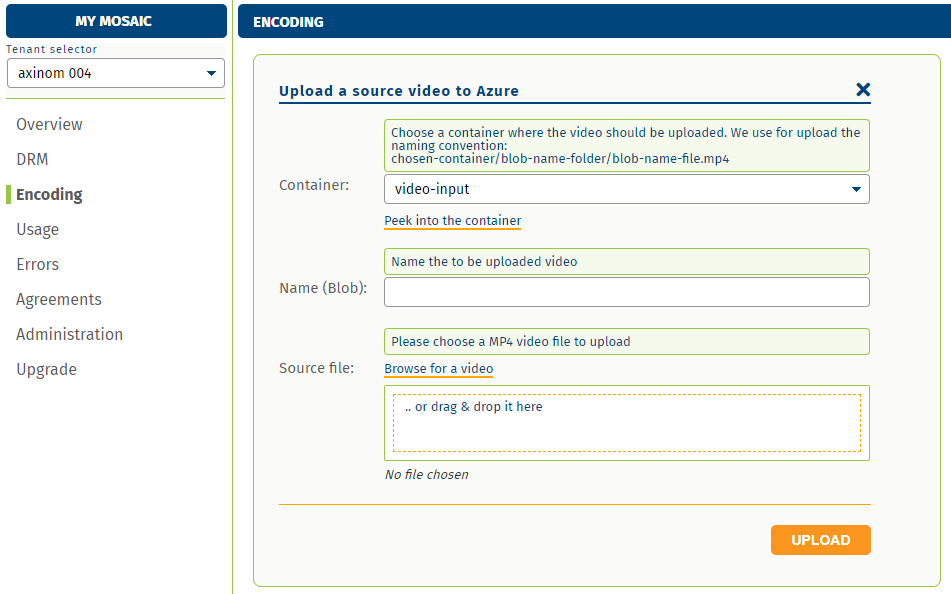 MY MOSAIC
Tenant selector
axinom 004
Overview
DRM
Encoding
Usage
Errors
Agreements
Administration
Upgrade
ENCODING
Upload a source video to Azure
Choose a container where the video should be uploaded. We use for upload the
naming convention:
chosen-container/blob-name-folder/blob-name-file.mp4
Container:
video-input
Peek into the container
Name the to be uploaded video
Name (Blob):
Please choose a MP4 video file to upload
Source file:
Browse for a video
.. or drag & drop it here
No file chosen
UPLOAD